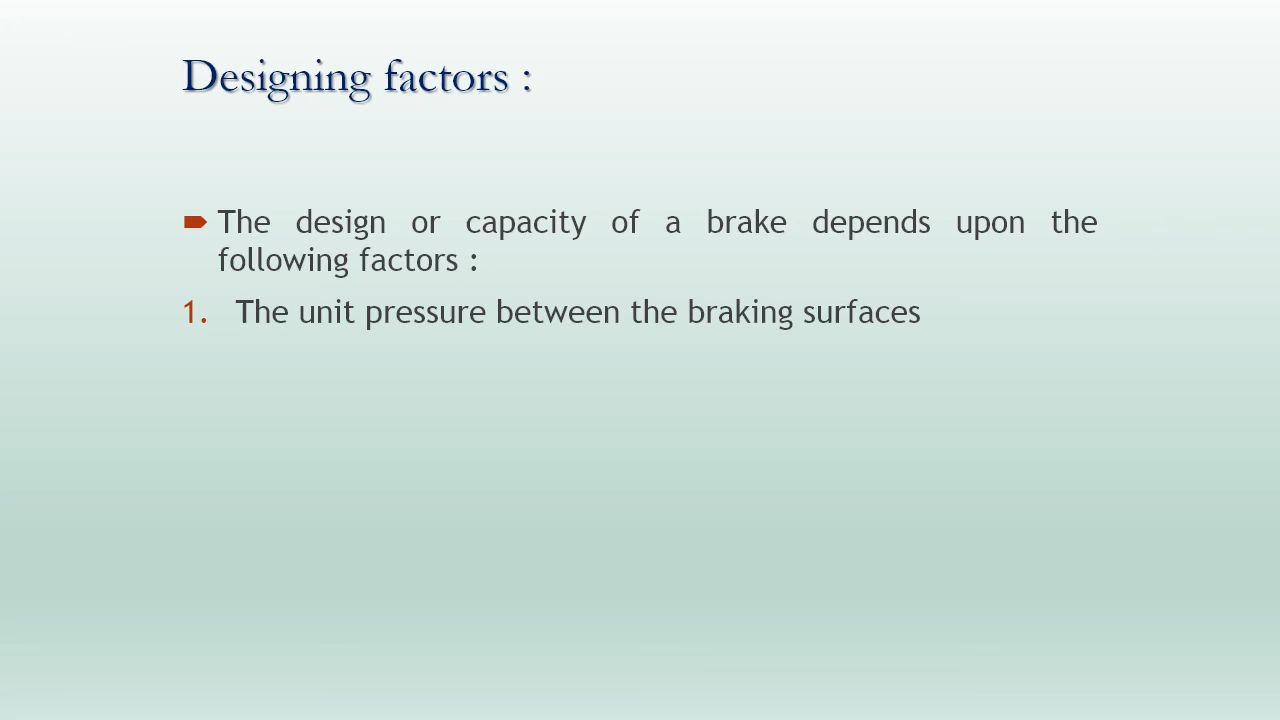 Designing factors :
The design or capacity of a brake depends upon the
following factors :
1. The unit pressure between the braking surfaces